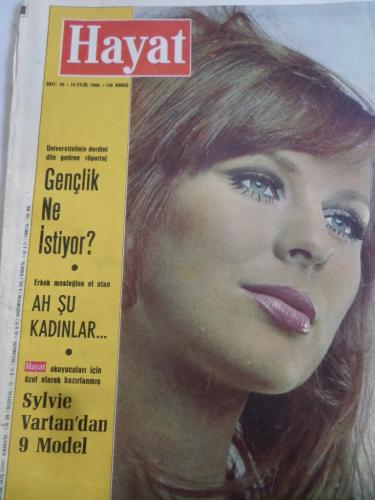 Hayat
Üniversitelinin derdini
dile getiren röportaj
Gençlik
Ne
İstiyor?
Erkek mesleğine el atan
AH ŞU
KADINLAR...
Hayat okuyucuları için
özel olarak hazırlanmış
Sylvie
Vartan'dan
9 Model